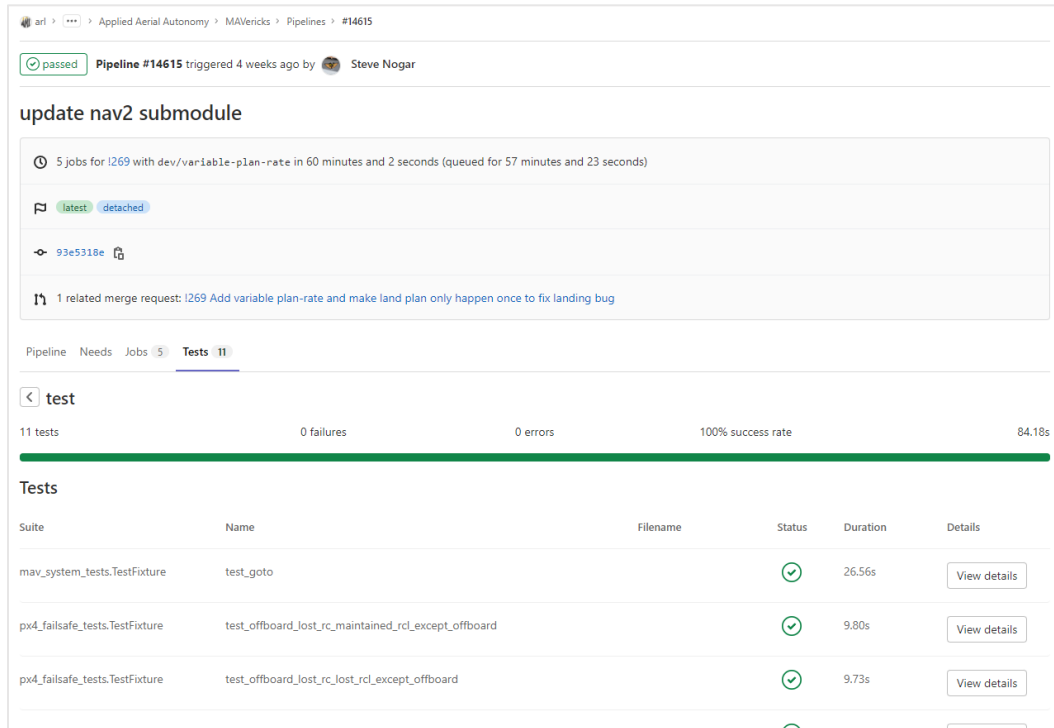 arl > ··· > Applied Aerial Autonomy > MAVericks > Pipelines > #14615
passed Pipeline #14615 triggered 4 weeks ago by Steve Nogar
update nav2 submodule
5 jobs for !269 with dev/variable-plan-rate in 60 minutes and 2 seconds (queued for 57 minutes and 23 seconds)
latest detached
93e5318e
1 related merge request: !269 Add variable plan-rate and make land plan only happen once to fix landing bug
Pipeline Needs Jobs 5 Tests 11
test
11 tests 0 failures 0 errors 100% success rate 84.18s
Tests
Suite Name Filename Status Duration Details
mav_system_tests.TestFixture test_goto 26.56s View details
px4_failsafe_tests.TestFixture test_offboard_lost_rc_maintained_rcl_except_offboard 9.80s View details
px4_failsafe_tests.TestFixture test_offboard_lost_rc_lost_rcl_except_offboard 9.73s View details